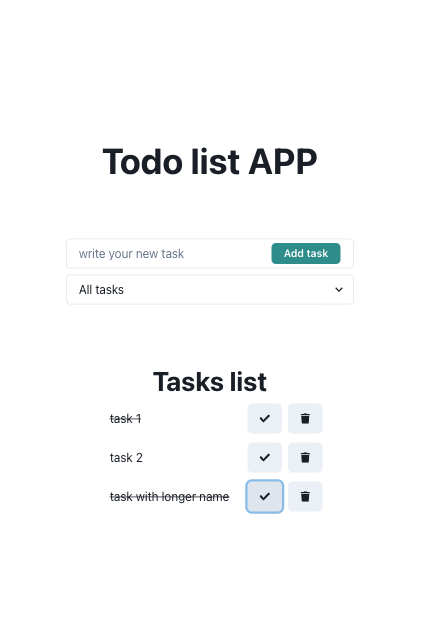 Todo list APP
write your new task
Add task
All tasks
Tasks list
task 1
task 2
task with longer name